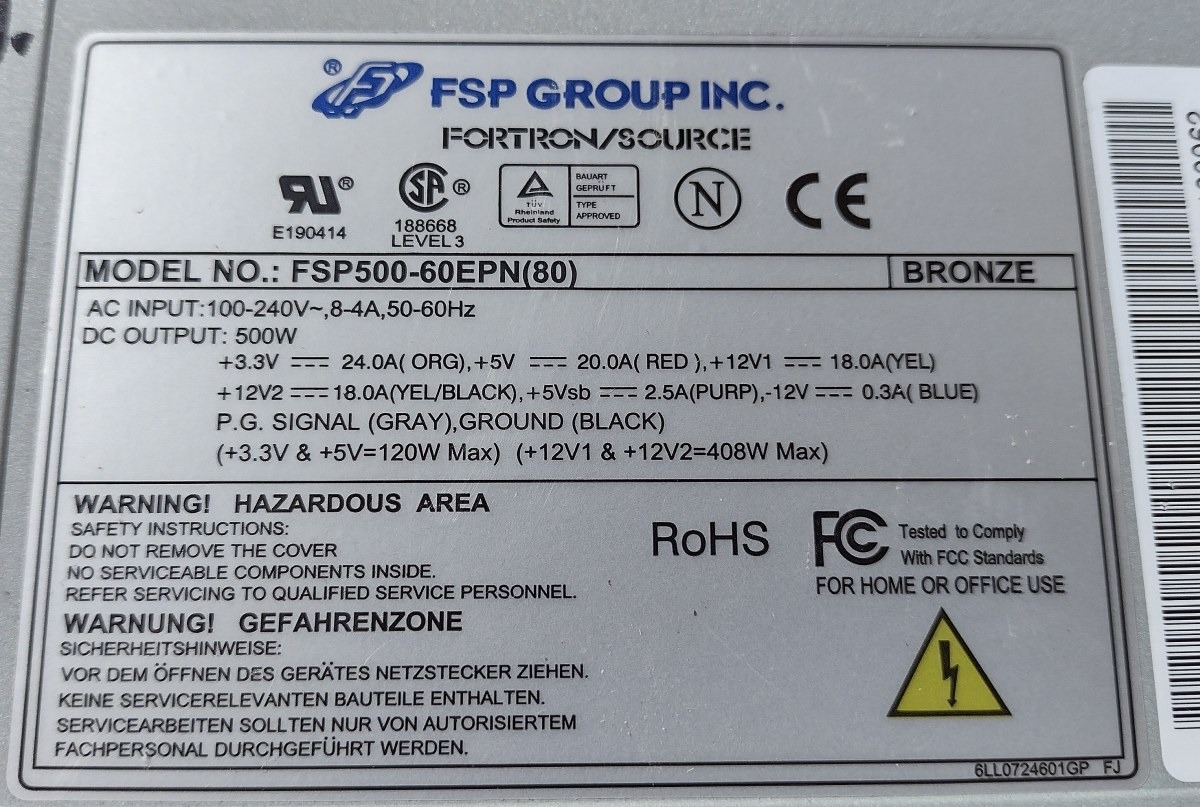 ® FSP GROUP INC.
FORTRON/SOURCE
RU® SA® TÜV Rheinland Product Safety BAUART GEPRÜFT TYPE APPROVED N CE
E190414 188668
LEVEL 3
MODEL NO.: FSP500-60EPN(80) BRONZE
AC INPUT:100-240V~,8-4A,50-60Hz
DC OUTPUT: 500W
+3.3V ⎓ 24.0A( ORG),+5V ⎓ 20.0A( RED ),+12V1 ⎓ 18.0A(YEL)
+12V2 ⎓ 18.0A(YEL/BLACK),+5Vsb ⎓ 2.5A(PURP),-12V ⎓ 0.3A( BLUE)
P.G. SIGNAL (GRAY),GROUND (BLACK)
(+3.3V & +5V=120W Max) (+12V1 & +12V2=408W Max)
WARNING! HAZARDOUS AREA
SAFETY INSTRUCTIONS:
DO NOT REMOVE THE COVER
NO SERVICEABLE COMPONENTS INSIDE.
REFER SERVICING TO QUALIFIED SERVICE PERSONNEL.
WARNUNG! GEFAHRENZONE
SICHERHEITSHINWEISE:
VOR DEM ÖFFNEN DES GERÄTES NETZSTECKER ZIEHEN.
KEINE SERVICERELEVANTEN BAUTEILE ENTHALTEN.
SERVICEARBEITEN SOLLTEN NUR VON AUTORISIERTEM
FACHPERSONAL DURCHGEFÜHRT WERDEN.
RoHS
FC Tested to Comply
With FCC Standards
FOR HOME OR OFFICE USE
6LL0724601GP FJ